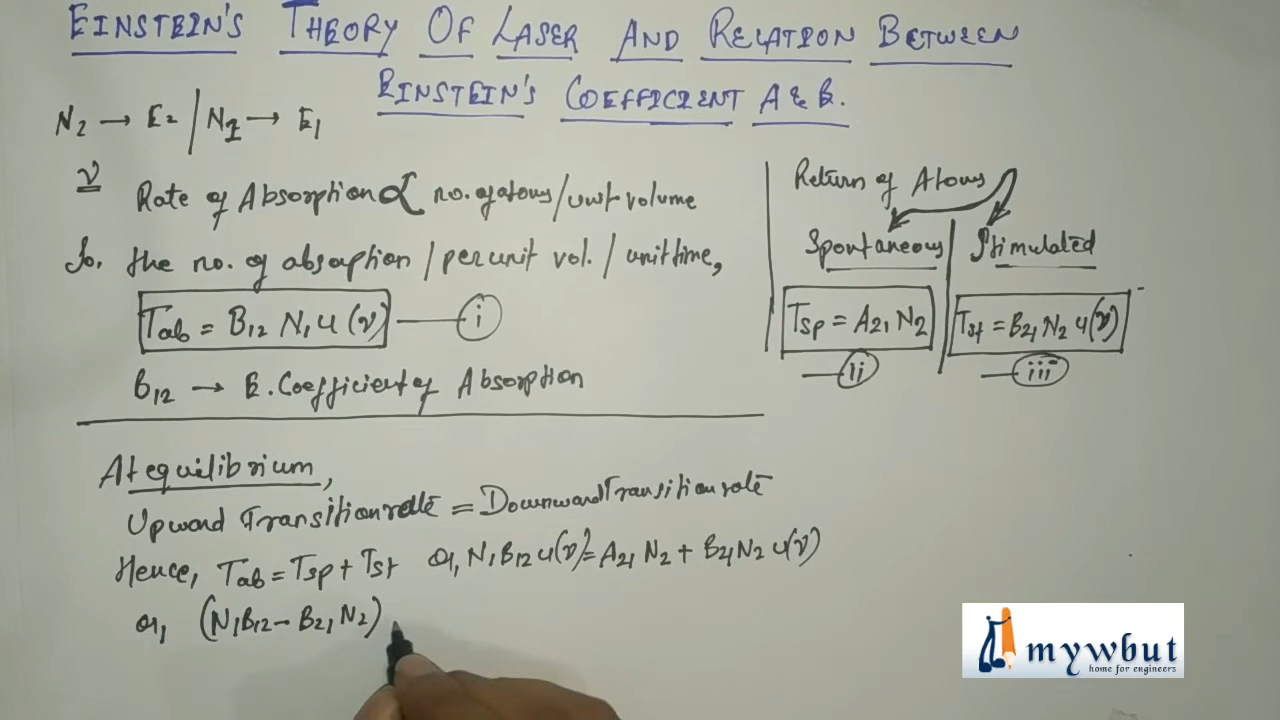 EINSTEIN'S THEORY OF LASER AND RELATION BETWEEN
EINSTEIN'S COEFFICIENT A & B.
N2 → E2 / N1 → E1
ν
Rate of Absorption ∝ no. of atoms/unit volume
So, the no. of absorption / per unit vol. / unit time,
Tab = B12 N1 u(ν) — i
B12 → E. Coefficient of Absorption
Return of Atoms
Spontaneous
Stimulated
Tsp = A21 N2
— ii
Tst = B21 N2 u(ν)
— iii
At equilibrium,
Upward Transition rate = Downward Transition rate
Hence, Tab = Tsp + Tst or, N1 B12 u(ν) = A21 N2 + B21 N2 u(ν)
or, (N1 B12 – B21 N2)
mywbut
home for engineers